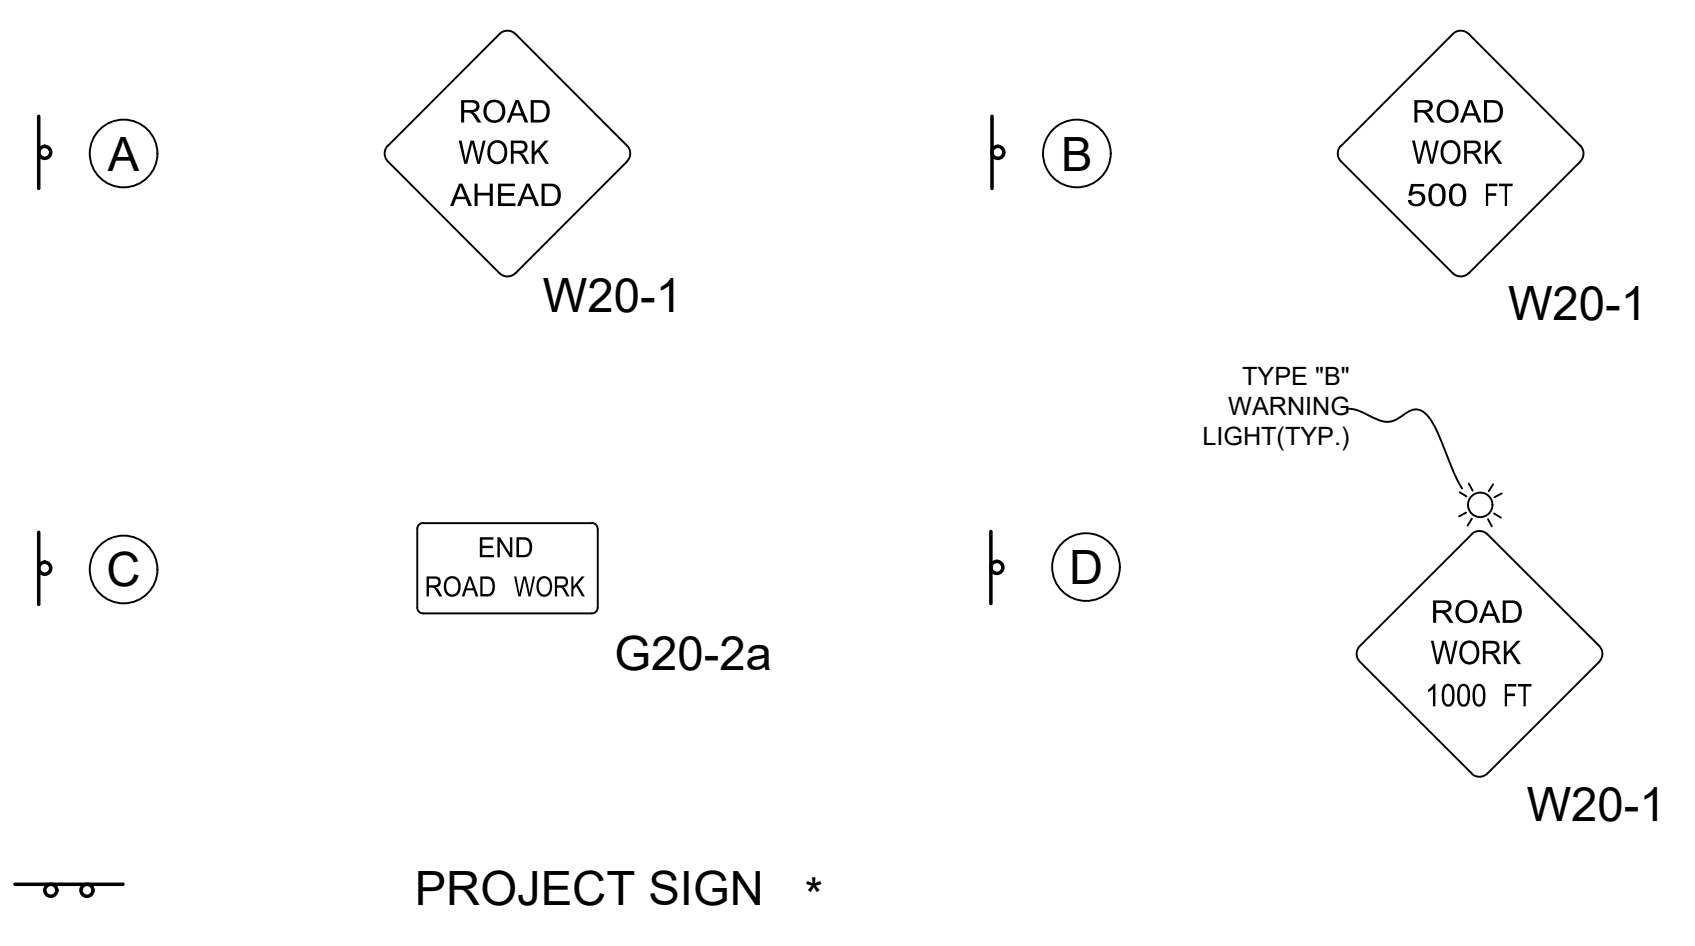 A
ROAD
WORK
AHEAD
W20-1
B
ROAD
WORK
500 FT
W20-1
C
END
ROAD WORK
G20-2a
TYPE "B"
WARNING
LIGHT(TYP.)
D
ROAD
WORK
1000 FT
W20-1
PROJECT SIGN *